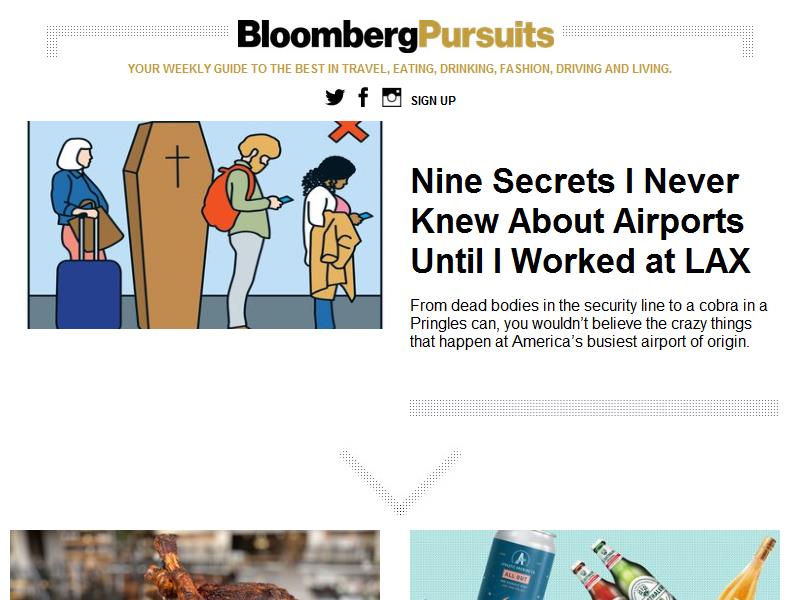 BloombergPursuits
YOUR WEEKLY GUIDE TO THE BEST IN TRAVEL, EATING, DRINKING, FASHION, DRIVING AND LIVING.
SIGN UP
Nine Secrets I Never
Knew About Airports
Until I Worked at LAX
From dead bodies in the security line to a cobra in a
Pringles can, you wouldn’t believe the crazy things
that happen at America’s busiest airport of origin.
ALL OUT